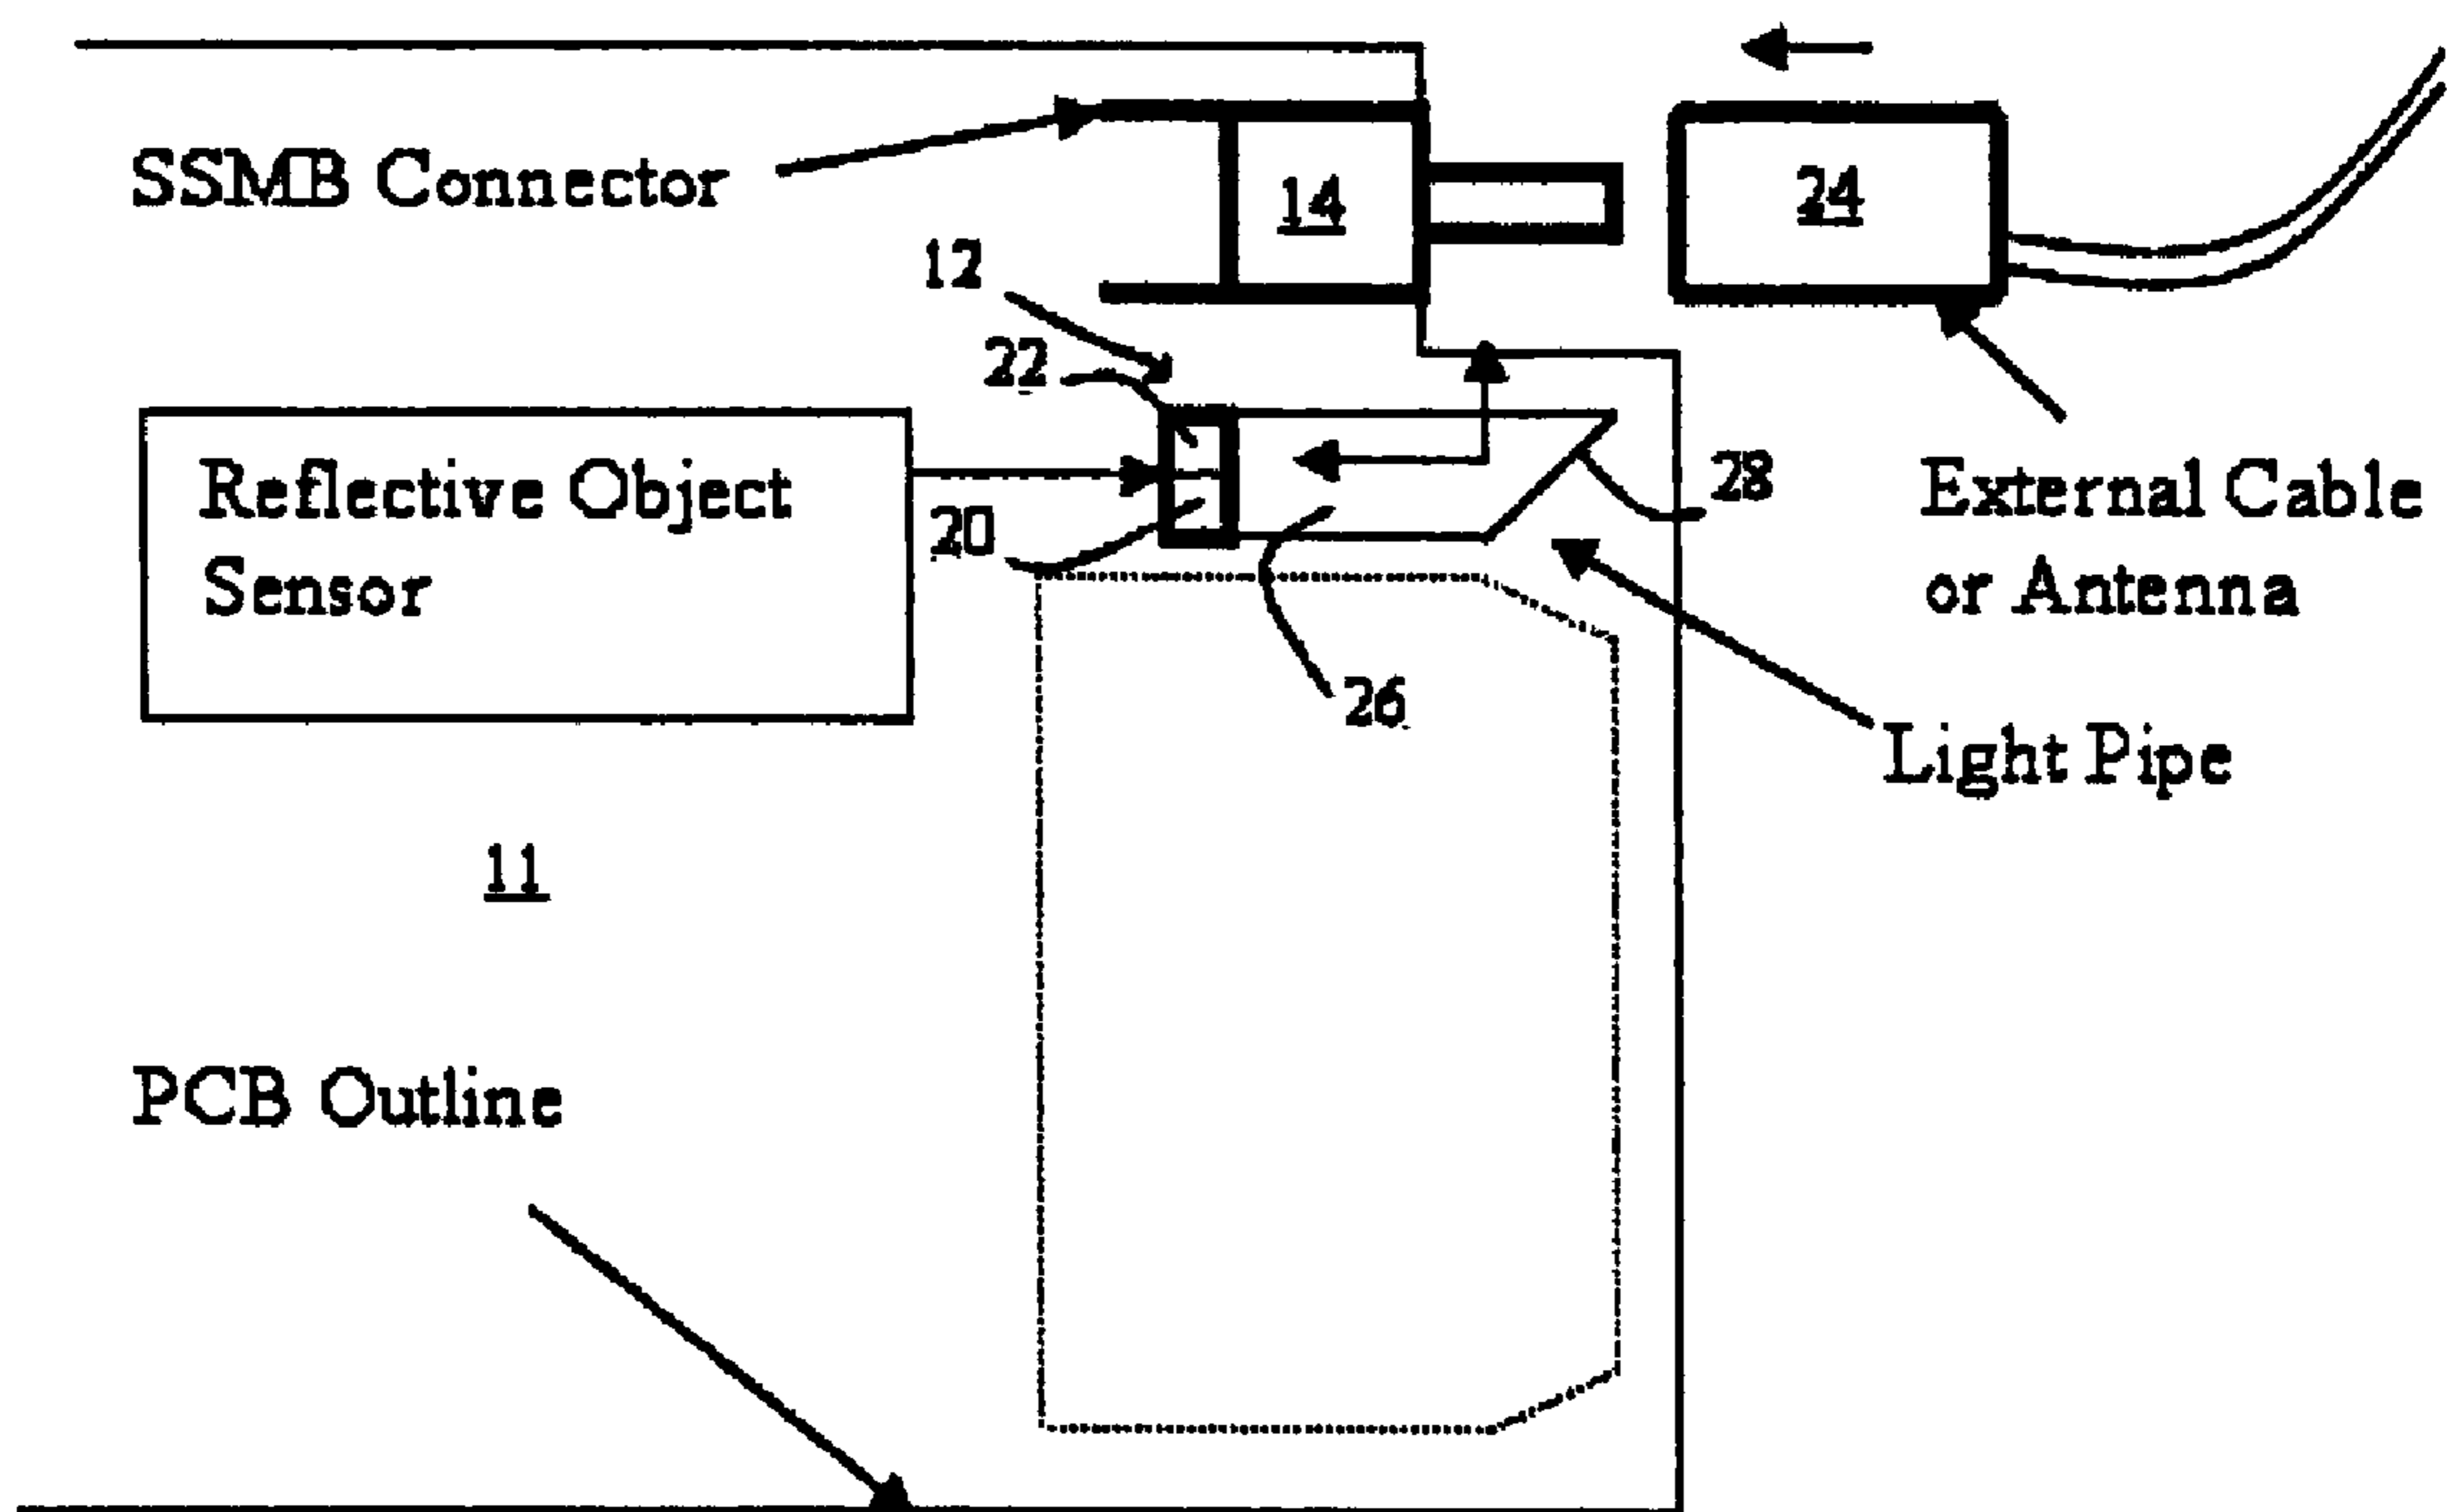 SSMB Connector
14
24
12
22
Reflective Object
Sensor
20
28
External Cable
or Antenna
26
Light Pipe
11
PCB Outline